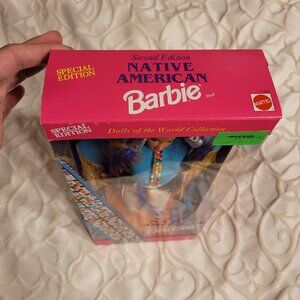 SPECIAL
EDITION
Second Edition
NATIVE
AMERICAN
Barbie
Doll
MATTEL
SPECIAL
EDITION
Dolls of the World Collection